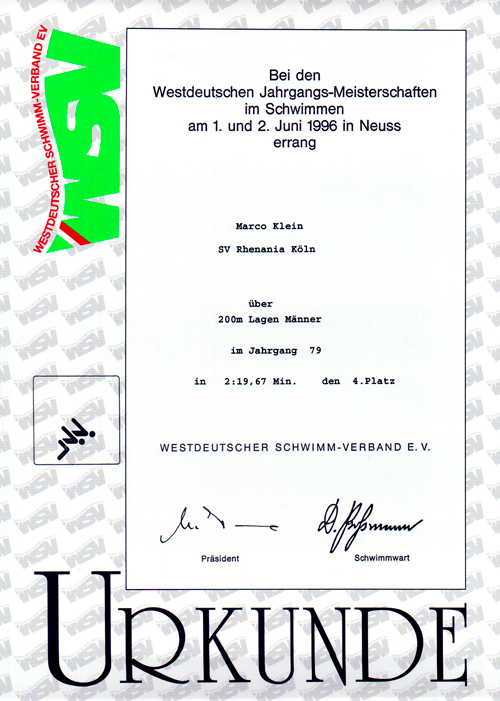 WESTDEUTSCHER SCHWIMM-VERBAND EV
WSV
Bei den
Westdeutschen Jahrgangs-Meisterschaften
im Schwimmen
am 1. und 2. Juni 1996 in Neuss
errang
Marco Klein
SV Rhenania Köln
über
200m Lagen Männer
im Jahrgang 79
in 2:19,67 Min. den 4.Platz
WESTDEUTSCHER SCHWIMM-VERBAND E.V.
Präsident Schwimmwart
URKUNDE